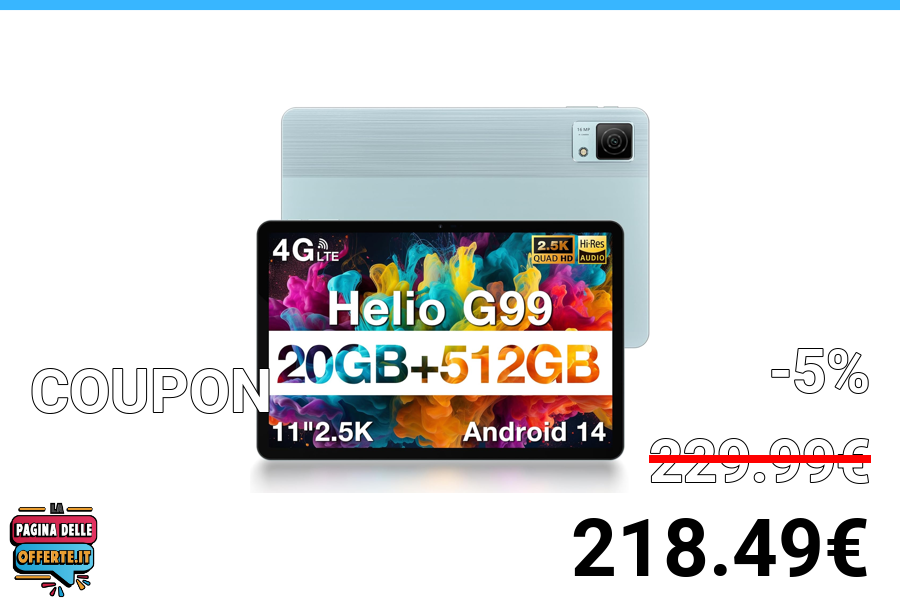 16 MP
4G LTE
2.5K
QUAD HD
Hi-Res
AUDIO
Helio G99
20GB+512GB
11"2.5K
Android 14
COUPON
-5%
229.99€
218.49€
LA
PAGINA DELLE
OFFERTE.IT